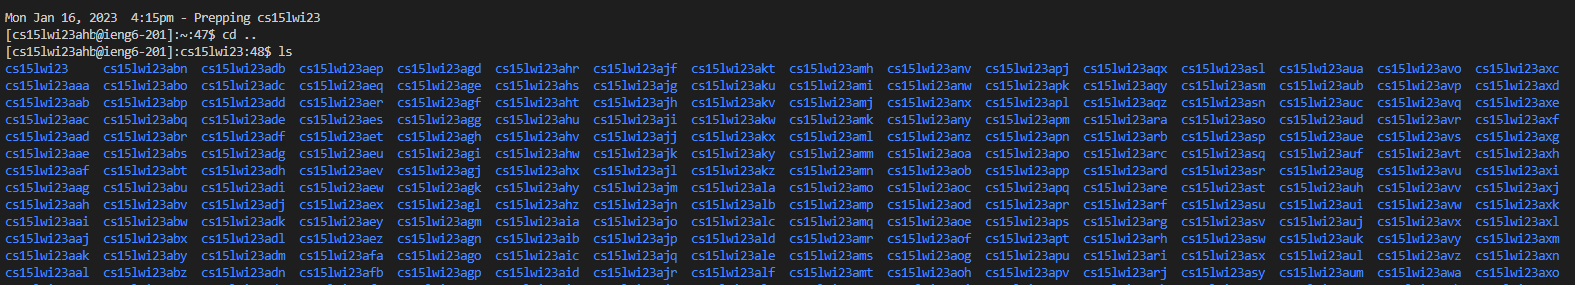 Mon Jan 16, 2023  4:15pm - Prepping cs15lwi23
[cs15lwi23ahb@ieng6-201]:~:47$ cd ..
[cs15lwi23ahb@ieng6-201]:cs15lwi23:48$ ls
cs15lwi23     cs15lwi23abn  cs15lwi23adb  cs15lwi23aep  cs15lwi23agd  cs15lwi23ahr  cs15lwi23ajf  cs15lwi23akt  cs15lwi23amh  cs15lwi23anv  cs15lwi23apj  cs15lwi23aqx  cs15lwi23asl  cs15lwi23aua  cs15lwi23avo  cs15lwi23axc
cs15lwi23aaa  cs15lwi23abo  cs15lwi23adc  cs15lwi23aeq  cs15lwi23age  cs15lwi23ahs  cs15lwi23ajg  cs15lwi23aku  cs15lwi23ami  cs15lwi23anw  cs15lwi23apk  cs15lwi23aqy  cs15lwi23asm  cs15lwi23aub  cs15lwi23avp  cs15lwi23axd
cs15lwi23aab  cs15lwi23abp  cs15lwi23add  cs15lwi23aer  cs15lwi23agf  cs15lwi23aht  cs15lwi23ajh  cs15lwi23akv  cs15lwi23amj  cs15lwi23anx  cs15lwi23apl  cs15lwi23aqz  cs15lwi23asn  cs15lwi23auc  cs15lwi23avq  cs15lwi23axe
cs15lwi23aac  cs15lwi23abq  cs15lwi23ade  cs15lwi23aes  cs15lwi23agg  cs15lwi23ahu  cs15lwi23aji  cs15lwi23akw  cs15lwi23amk  cs15lwi23any  cs15lwi23apm  cs15lwi23ara  cs15lwi23aso  cs15lwi23aud  cs15lwi23avr  cs15lwi23axf
cs15lwi23aad  cs15lwi23abr  cs15lwi23adf  cs15lwi23aet  cs15lwi23agh  cs15lwi23ahv  cs15lwi23ajj  cs15lwi23akx  cs15lwi23aml  cs15lwi23anz  cs15lwi23apn  cs15lwi23arb  cs15lwi23asp  cs15lwi23aue  cs15lwi23avs  cs15lwi23axg
cs15lwi23aae  cs15lwi23abs  cs15lwi23adg  cs15lwi23aeu  cs15lwi23agi  cs15lwi23ahw  cs15lwi23ajk  cs15lwi23aky  cs15lwi23amm  cs15lwi23aoa  cs15lwi23apo  cs15lwi23arc  cs15lwi23asq  cs15lwi23auf  cs15lwi23avt  cs15lwi23axh
cs15lwi23aaf  cs15lwi23abt  cs15lwi23adh  cs15lwi23aev  cs15lwi23agj  cs15lwi23ahx  cs15lwi23ajl  cs15lwi23akz  cs15lwi23amn  cs15lwi23aob  cs15lwi23app  cs15lwi23ard  cs15lwi23asr  cs15lwi23aug  cs15lwi23avu  cs15lwi23axi
cs15lwi23aag  cs15lwi23abu  cs15lwi23adi  cs15lwi23aew  cs15lwi23agk  cs15lwi23ahy  cs15lwi23ajm  cs15lwi23ala  cs15lwi23amo  cs15lwi23aoc  cs15lwi23apq  cs15lwi23are  cs15lwi23ast  cs15lwi23auh  cs15lwi23avv  cs15lwi23axj
cs15lwi23aah  cs15lwi23abv  cs15lwi23adj  cs15lwi23aex  cs15lwi23agl  cs15lwi23ahz  cs15lwi23ajn  cs15lwi23alb  cs15lwi23amp  cs15lwi23aod  cs15lwi23apr  cs15lwi23arf  cs15lwi23asu  cs15lwi23aui  cs15lwi23avw  cs15lwi23axk
cs15lwi23aai  cs15lwi23abw  cs15lwi23adk  cs15lwi23aey  cs15lwi23agm  cs15lwi23aia  cs15lwi23ajo  cs15lwi23alc  cs15lwi23amq  cs15lwi23aoe  cs15lwi23aps  cs15lwi23arg  cs15lwi23asv  cs15lwi23auj  cs15lwi23avx  cs15lwi23axl
cs15lwi23aaj  cs15lwi23abx  cs15lwi23adl  cs15lwi23aez  cs15lwi23agn  cs15lwi23aib  cs15lwi23ajp  cs15lwi23ald  cs15lwi23amr  cs15lwi23aof  cs15lwi23apt  cs15lwi23arh  cs15lwi23asw  cs15lwi23auk  cs15lwi23avy  cs15lwi23axm
cs15lwi23aak  cs15lwi23aby  cs15lwi23adm  cs15lwi23afa  cs15lwi23ago  cs15lwi23aic  cs15lwi23ajq  cs15lwi23ale  cs15lwi23ams  cs15lwi23aog  cs15lwi23apu  cs15lwi23ari  cs15lwi23asx  cs15lwi23aul  cs15lwi23avz  cs15lwi23axn
cs15lwi23aal  cs15lwi23abz  cs15lwi23adn  cs15lwi23afb  cs15lwi23agp  cs15lwi23aid  cs15lwi23ajr  cs15lwi23alf  cs15lwi23amt  cs15lwi23aoh  cs15lwi23apv  cs15lwi23arj  cs15lwi23asy  cs15lwi23aum  cs15lwi23awa  cs15lwi23axo